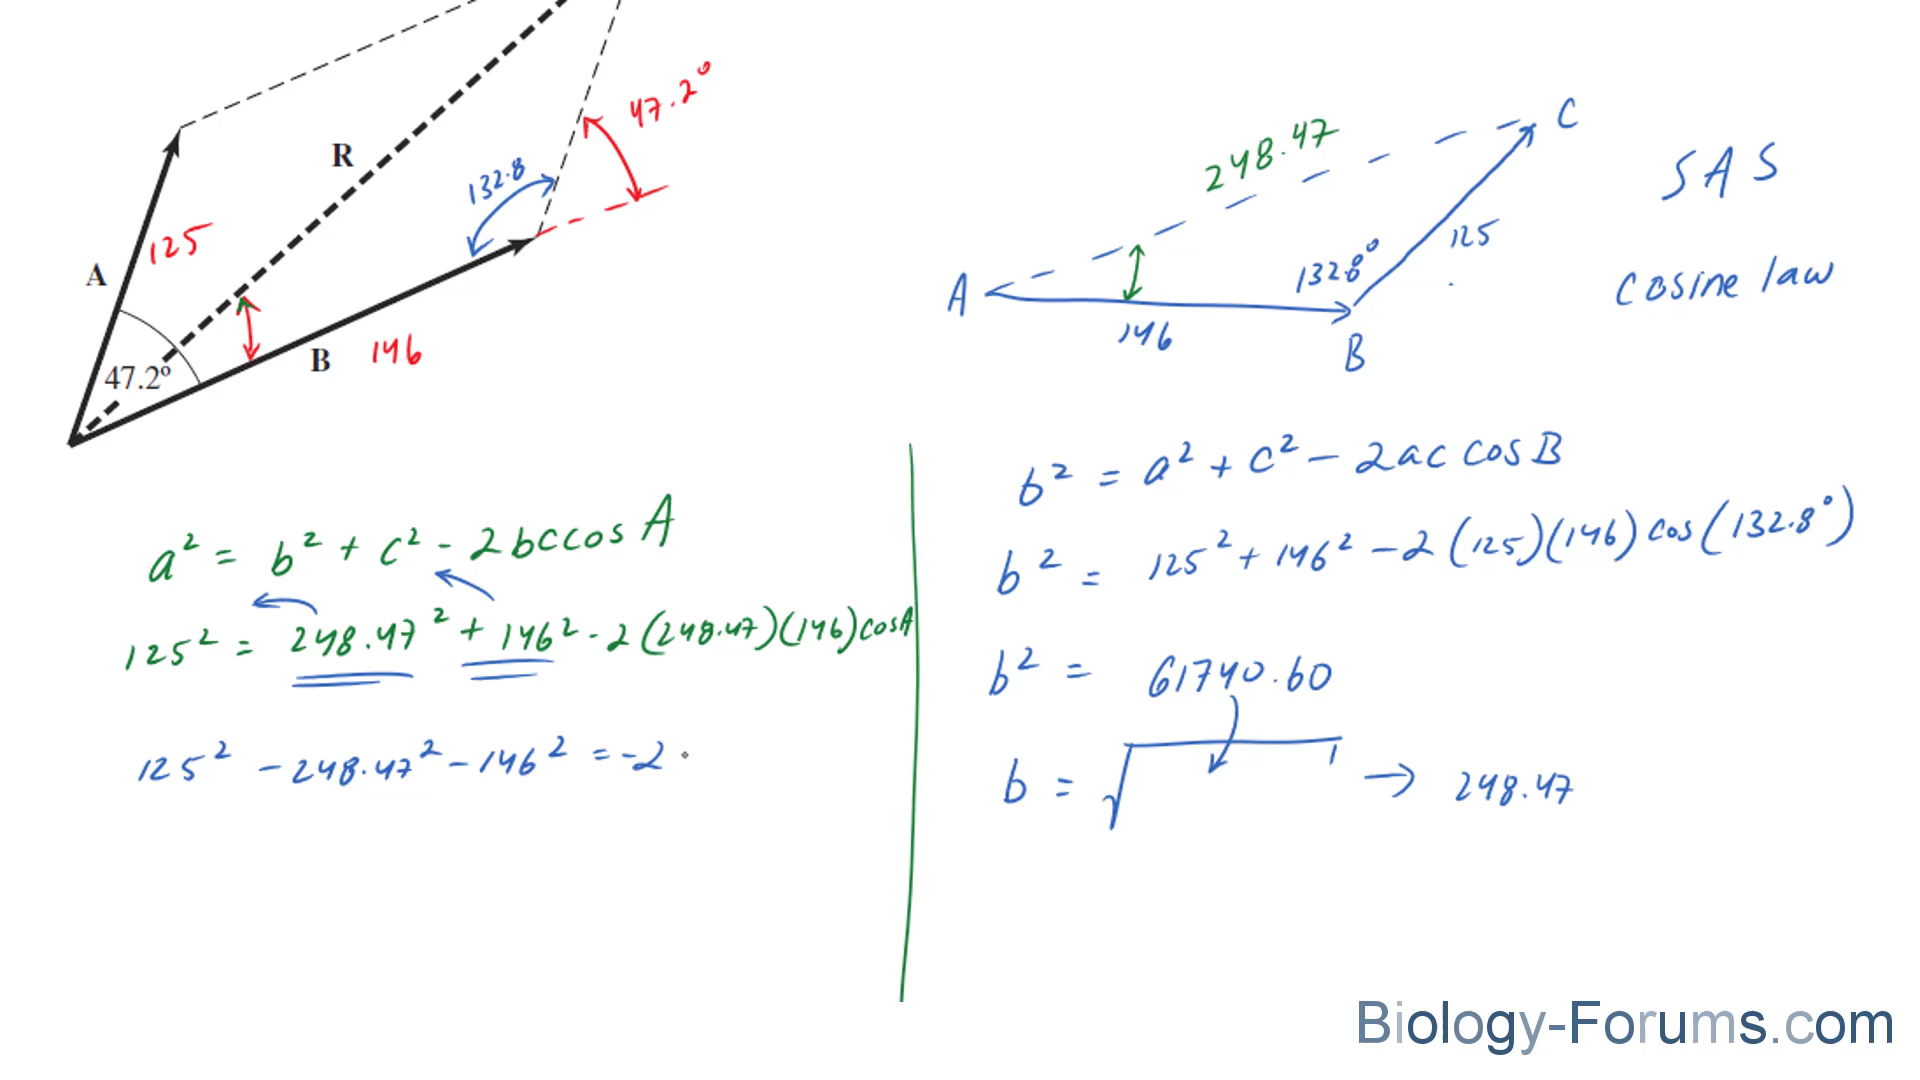 47.2°
132.8
R
125
A
47.2°
B
146
248.47
C
SAS
125
132.8°
cosine law
A
146
B
b² = a² + c² - 2ac cos B
b² = 125² + 146² - 2(125)(146) cos(132.8°)
b² = 61740.60
b = √ → 248.47
a² = b² + c² - 2bc cos A
125² = 248.47² + 146² - 2(248.47)(146) cos A
125² - 248.47² - 146² = -2
Biology-Forums.com